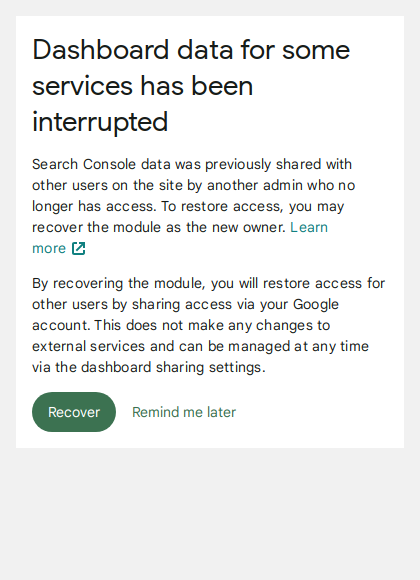 Dashboard data for some
services has been
interrupted
Search Console data was previously shared with
other users on the site by another admin who no
longer has access. To restore access, you may
recover the module as the new owner. Learn
more
By recovering the module, you will restore access for
other users by sharing access via your Google
account. This does not make any changes to
external services and can be managed at any time
via the dashboard sharing settings.
Recover Remind me later